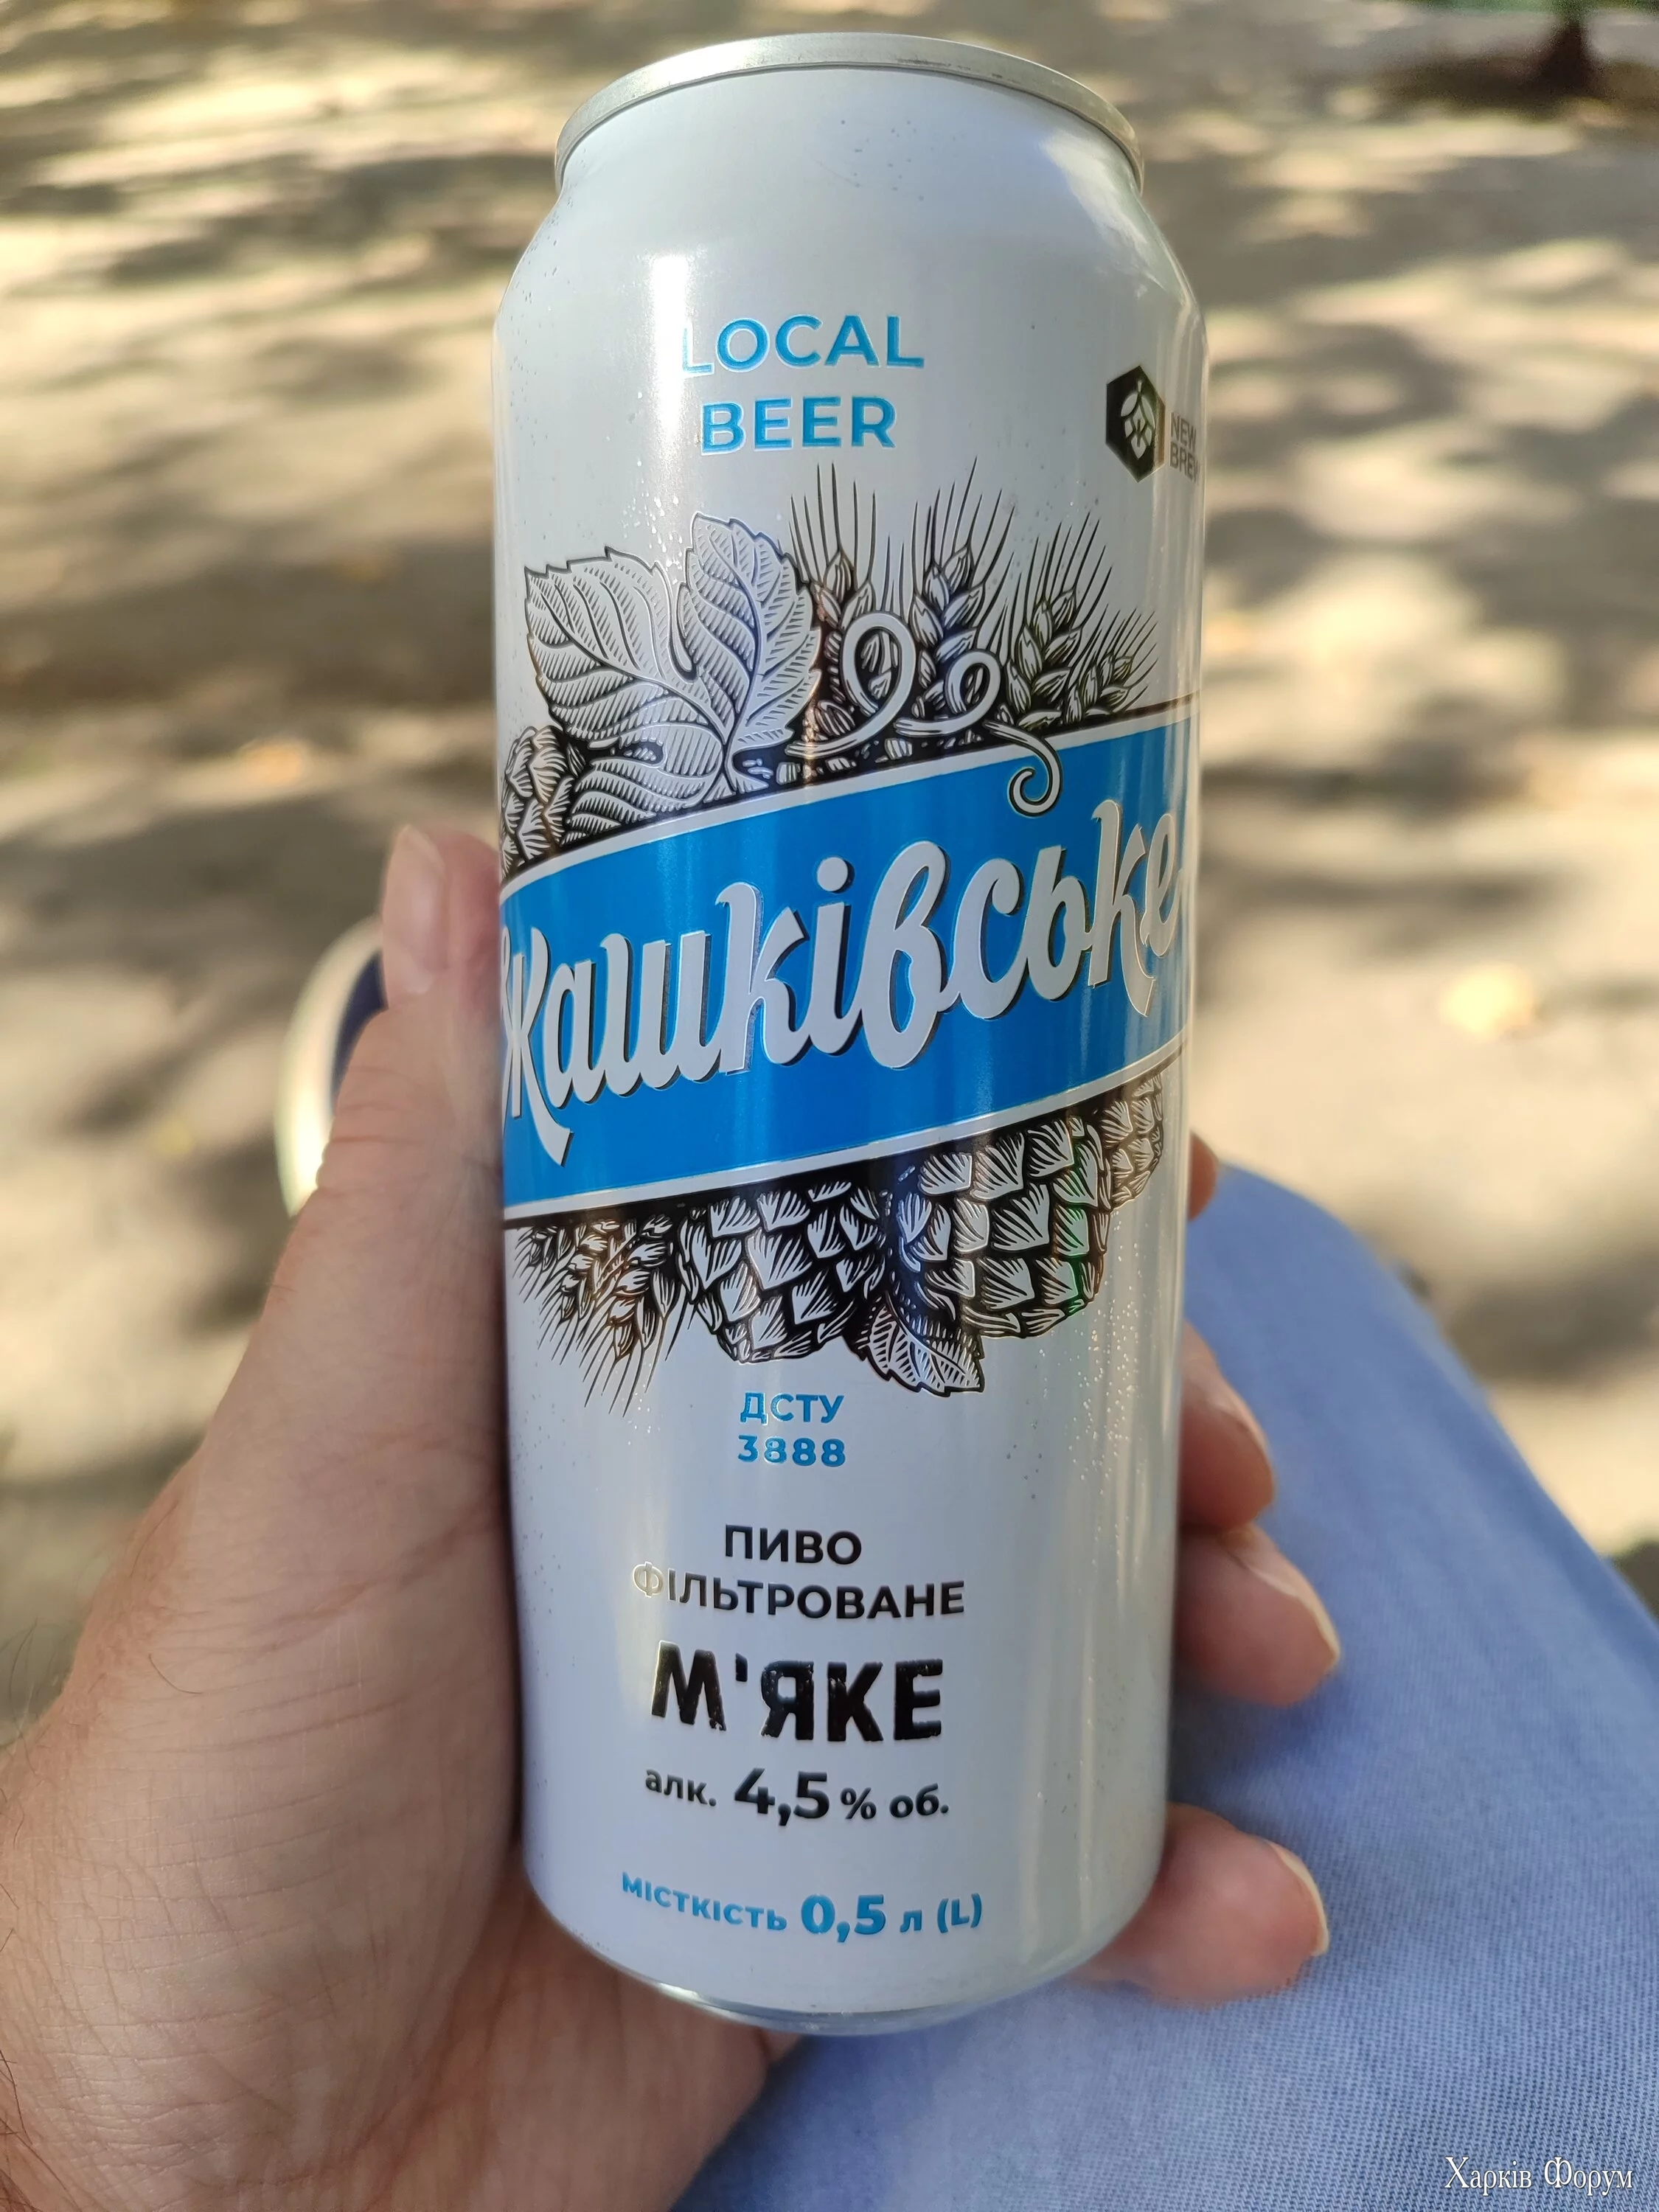 LOCAL
BEER
NEW
BREW
Жашківське
ДСТУ
3888
ПИВО
ФІЛЬТРОВАНЕ
М'ЯКЕ
алк. 4,5 % об.
місткість 0,5 л (L)
Харків Форум